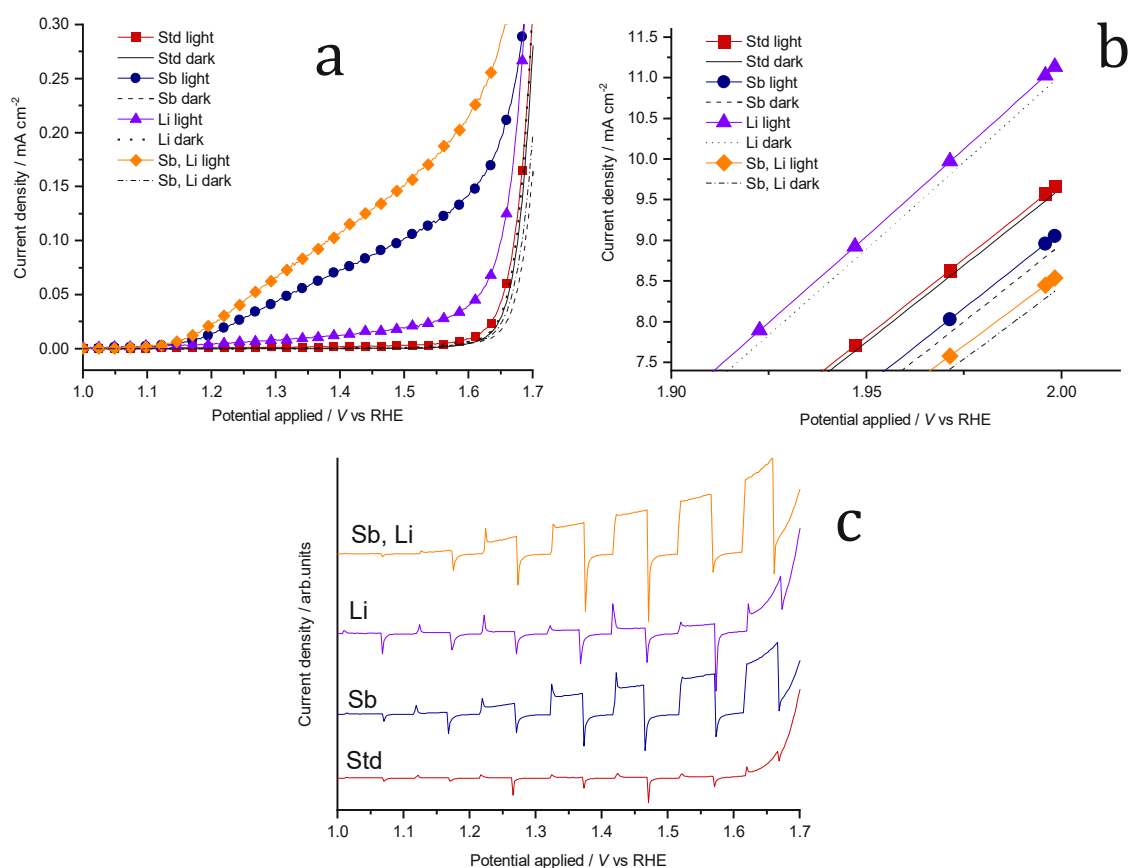 a
Std light
Std dark
Sb light
Sb dark
Li light
Li dark
Sb, Li light
Sb, Li dark
0.30
0.25
0.20
0.15
0.10
0.05
0.00
Current density / mA cm-2
1.0 1.1 1.2 1.3 1.4 1.5 1.6 1.7
Potential applied / V vs RHE
b
Std light
Std dark
Sb light
Sb dark
Li light
Li dark
Sb, Li light
Sb, Li dark
11.5
11.0
10.5
10.0
9.5
9.0
8.5
8.0
7.5
Current density / mA cm-2
1.90 1.95 2.00
Potential applied / V vs RHE
c
Sb, Li
Li
Sb
Std
Current density / arb.units
1.0 1.1 1.2 1.3 1.4 1.5 1.6 1.7
Potential applied / V vs RHE